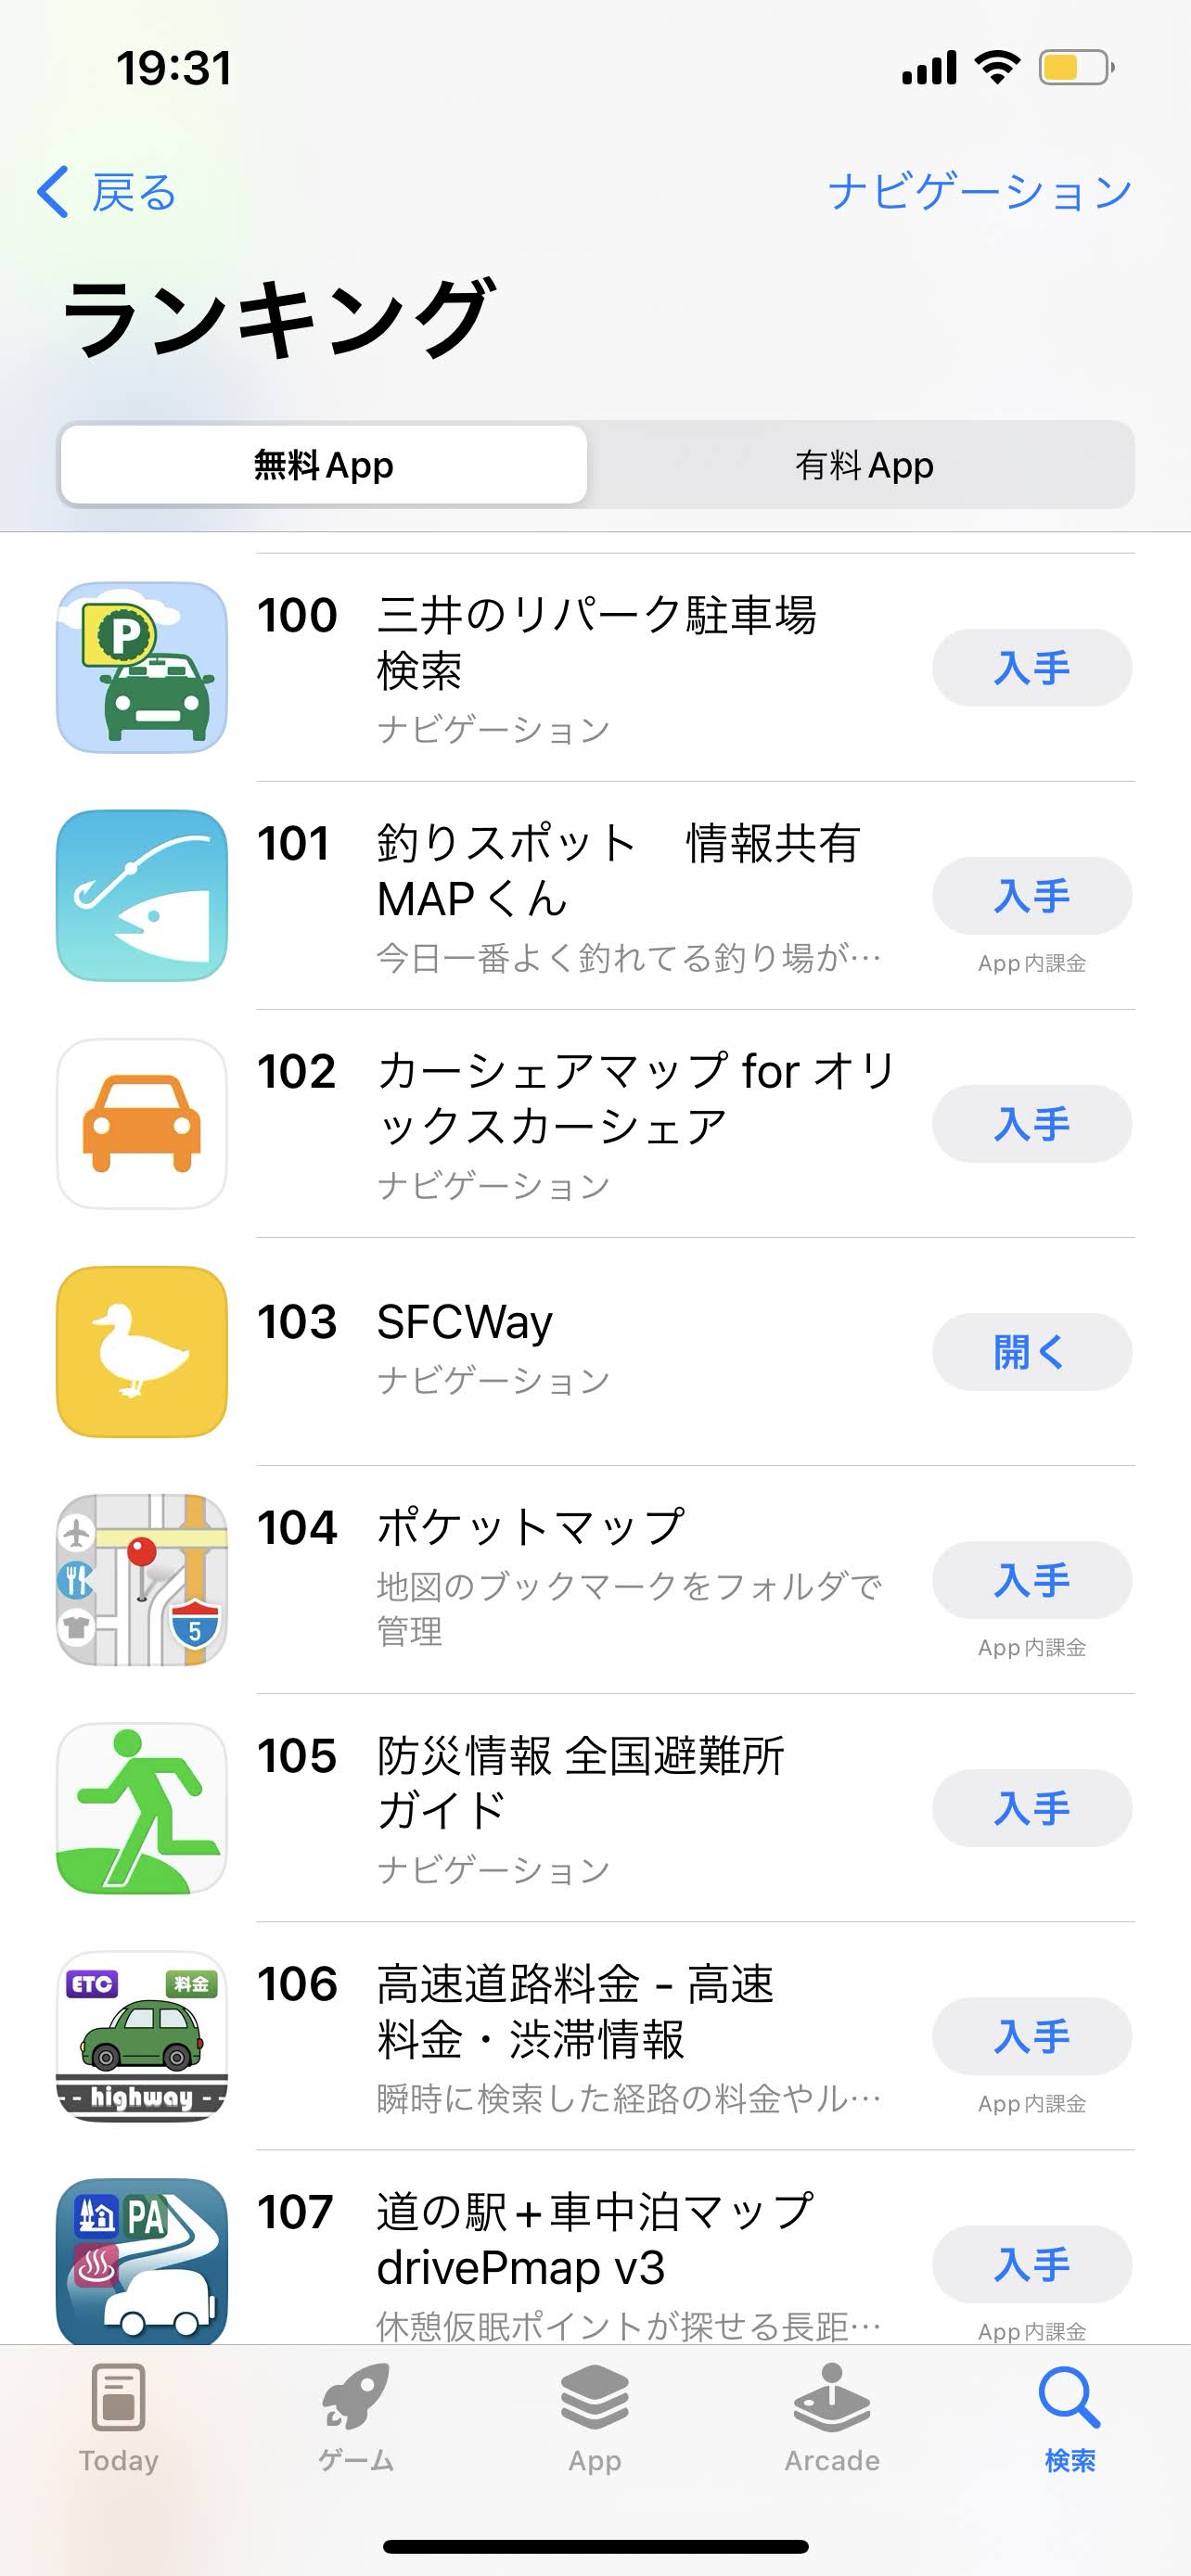 19:31
戻る
ナビゲーション
ランキング
無料App
有料App
P
100
三井のリパーク駐車場
検索
ナビゲーション
入手
101
釣りスポット　情報共有
MAPくん
今日一番よく釣れてる釣り場が…
入手
App内課金
102
カーシェアマップ for オリ
ックスカーシェア
ナビゲーション
入手
103
SFCWay
ナビゲーション
開く
5
104
ポケットマップ
地図のブックマークをフォルダで
管理
入手
App内課金
105
防災情報 全国避難所
ガイド
ナビゲーション
入手
ETC
料金
highway
106
高速道路料金 - 高速
料金・渋滞情報
瞬時に検索した経路の料金やル…
入手
App内課金
PA
107
道の駅+車中泊マップ
drivePmap v3
休憩仮眠ポイントが探せる長距…
入手
App内課金
Today
ゲーム
App
Arcade
検索